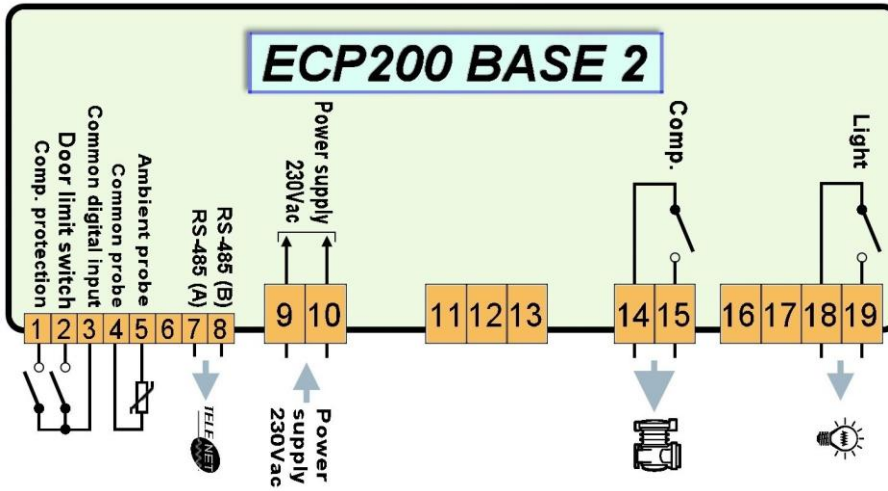 ECP200 BASE 2
Comp. protection
Door limit switch
Common digital input
Common probe
Ambient probe
RS-485 (A)
RS-485 (B)
Power supply
230Vac
Comp.
Light
1 2 3 4 5 6 7 8
9 10
11 12 13
14 15
16 17 18 19
TELE NET
Power
supply
230Vac